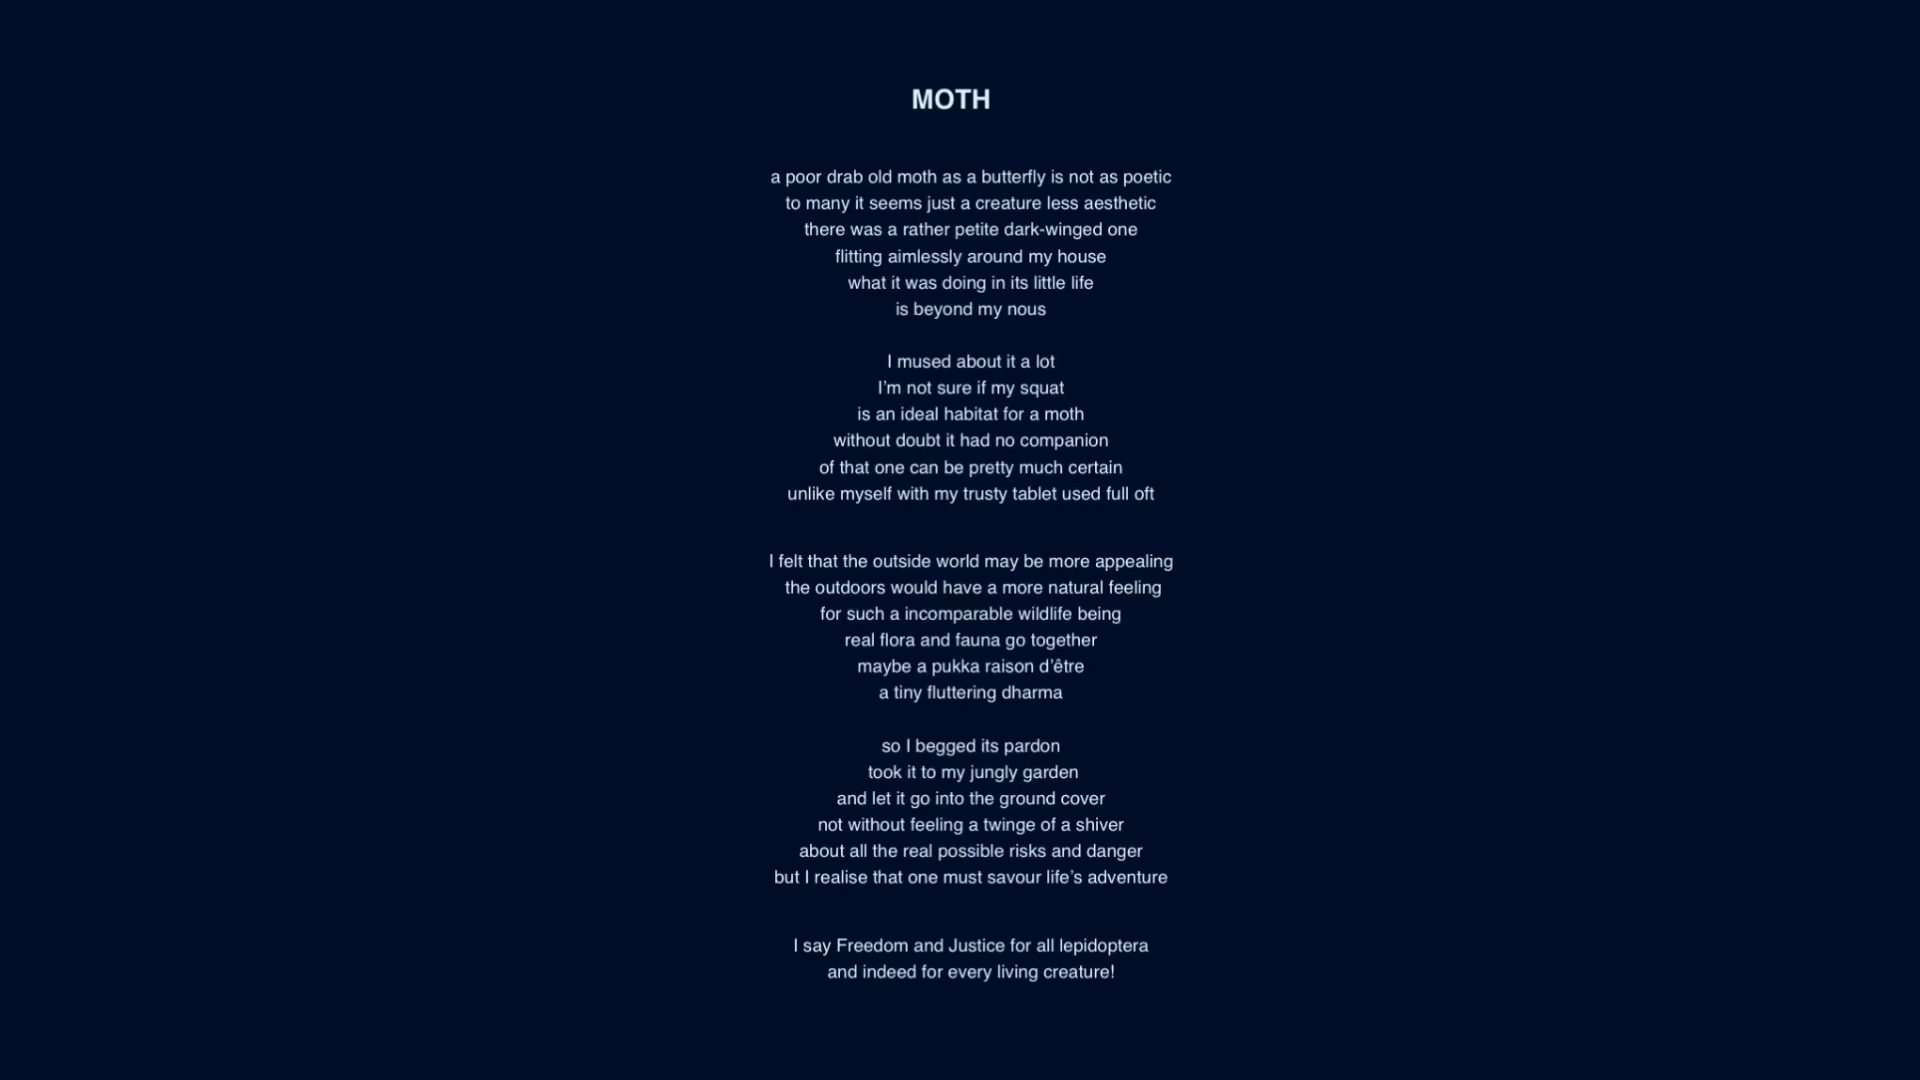 MOTH
a poor drab old moth as a butterfly is not as poetic
to many it seems just a creature less aesthetic
there was a rather petite dark-winged one
flitting aimlessly around my house
what it was doing in its little life
is beyond my nous
I mused about it a lot
I'm not sure if my squat
is an ideal habitat for a moth
without doubt it had no companion
of that one can be pretty much certain
unlike myself with my trusty tablet used full oft
I felt that the outside world may be more appealing
the outdoors would have a more natural feeling
for such a incomparable wildlife being
real flora and fauna go together
maybe a pukka raison d'être
a tiny fluttering dharma
so I begged its pardon
took it to my jungly garden
and let it go into the ground cover
not without feeling a twinge of a shiver
about all the real possible risks and danger
but I realise that one must savour life's adventure
I say Freedom and Justice for all lepidoptera
and indeed for every living creature!